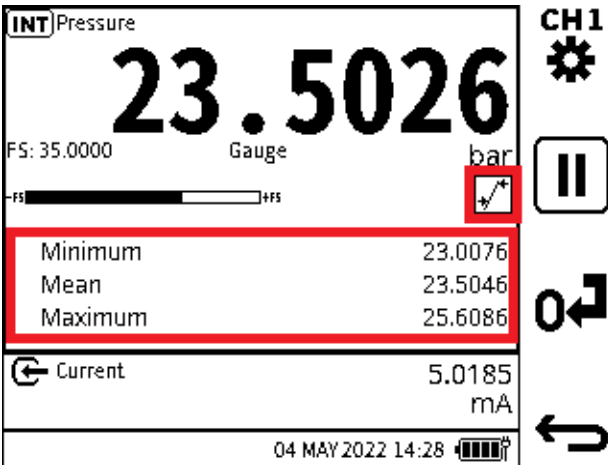 INT Pressure
CH1
23.5026
FS: 35.0000 Gauge bar
-FS +FS
Minimum 23.0076
Mean 23.5046
Maximum 25.6086
0
Current 5.0185
mA
04 MAY 2022 14:28